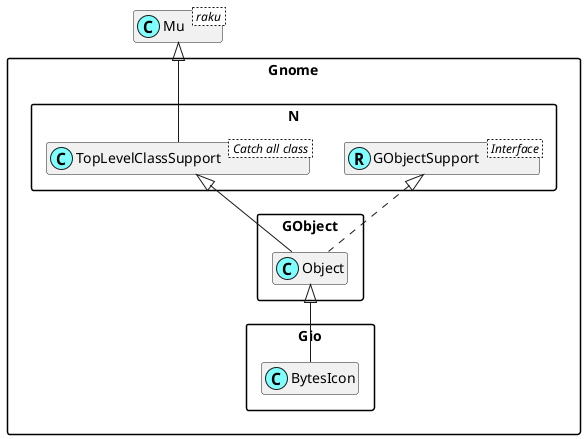 raku
C Mu
Gnome
N
Catch all class
C TopLevelClassSupport
Interface
R GObjectSupport
GObject
C Object
Gio
C BytesIcon